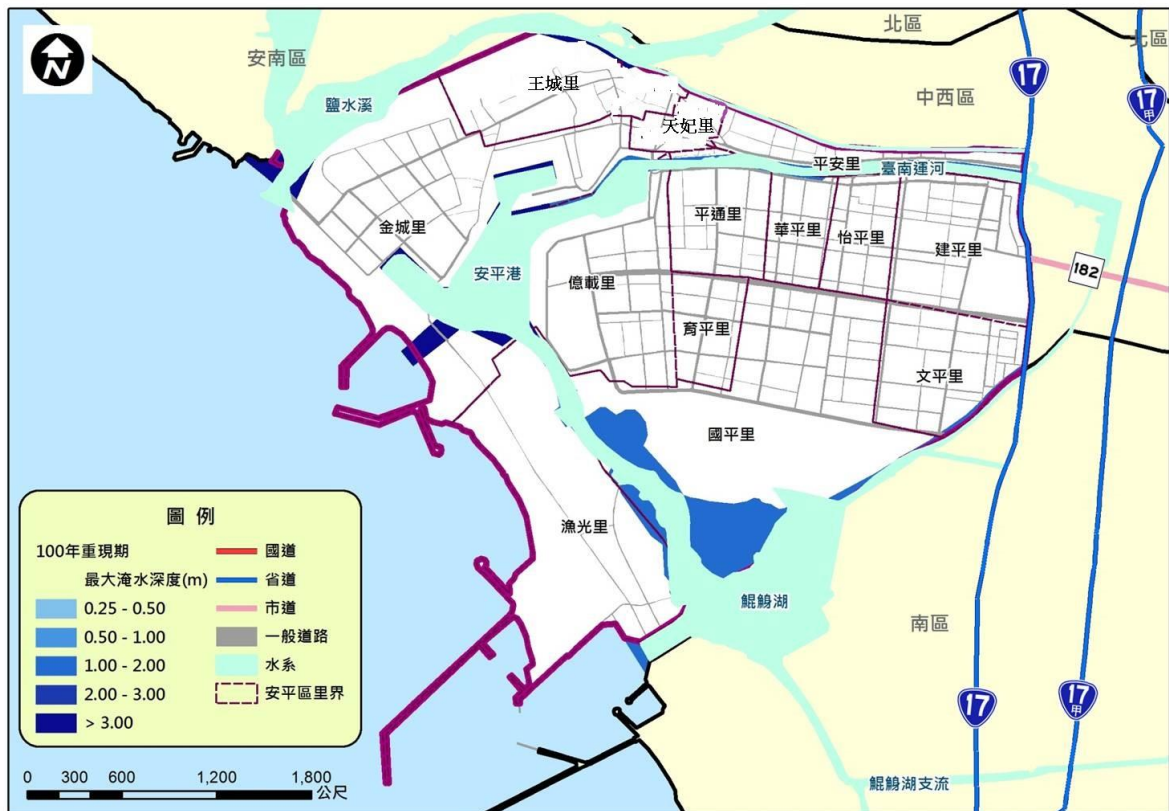 N
安南區
北區
北區
17
17
甲
中西區
鹽水溪
王城里
天妃里
平安里
臺南運河
金城里
平通里
華平里
怡平里
建平里
182
安平港
億載里
育平里
文平里
國平里
漁光里
鯤鯓湖
南區
17
17
甲
鯤鯓湖支流
圖 例
100年重現期
最大淹水深度(m)
0.25 - 0.50
0.50 - 1.00
1.00 - 2.00
2.00 - 3.00
> 3.00
國道
省道
市道
一般道路
水系
安平區里界
0 300 600 1,200 1,800
公尺